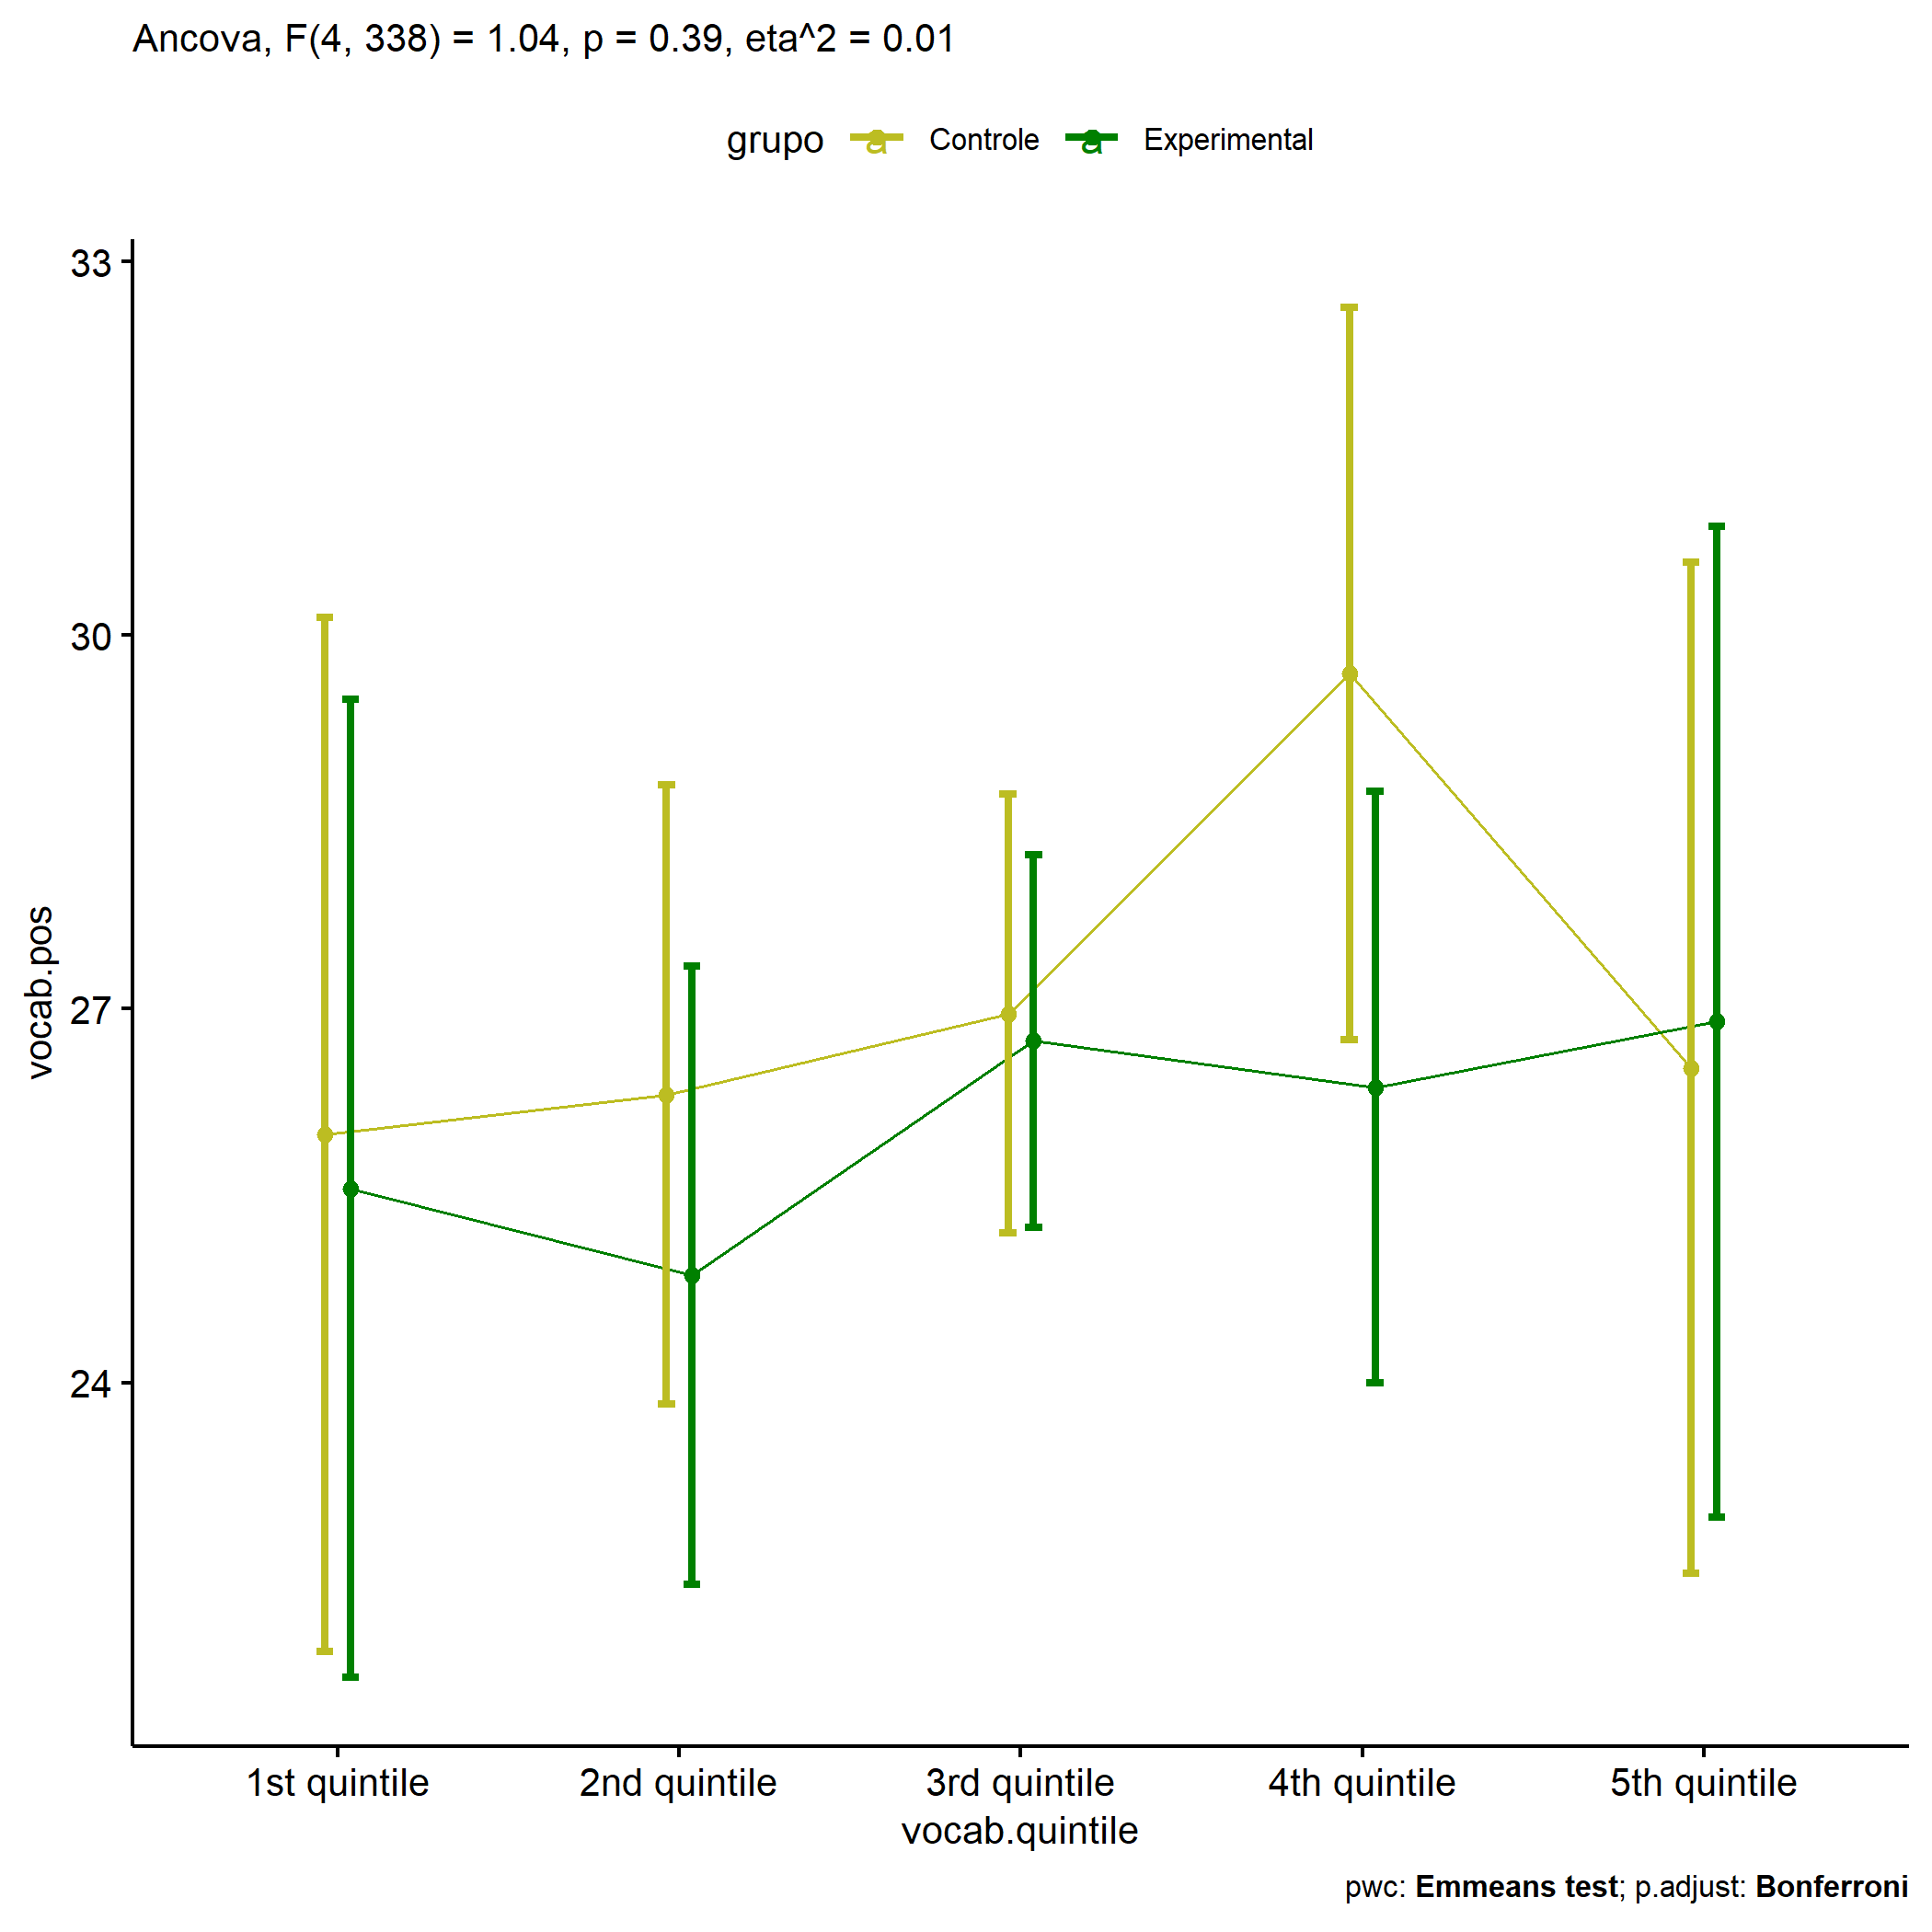 Ancova, F(4, 338) = 1.04, p = 0.39, eta^2 = 0.01
grupo a Controle a Experimental
33
30
27
24
vocab.pos
1st quintile 2nd quintile 3rd quintile 4th quintile 5th quintile
vocab.quintile
pwc: Emmeans test; p.adjust: Bonferroni